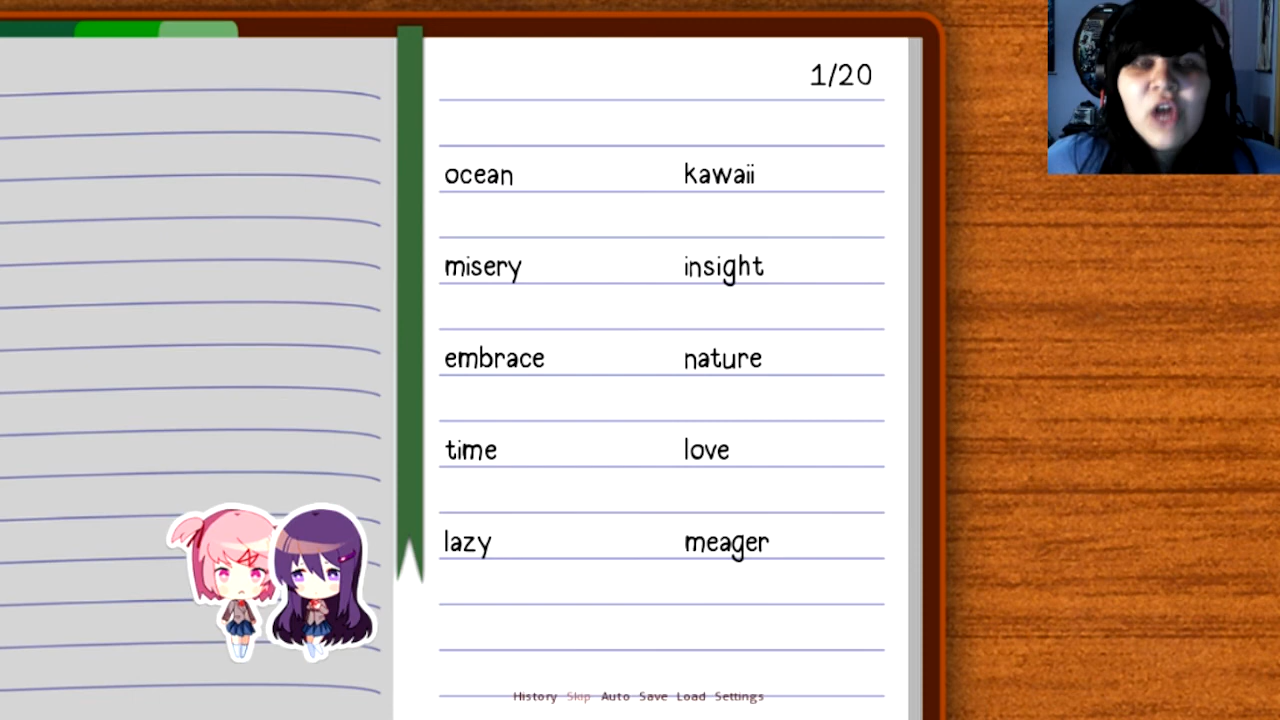 1/20
ocean kawaii
misery insight
embrace nature
time love
lazy meager
History Skip Auto Save Load Settings